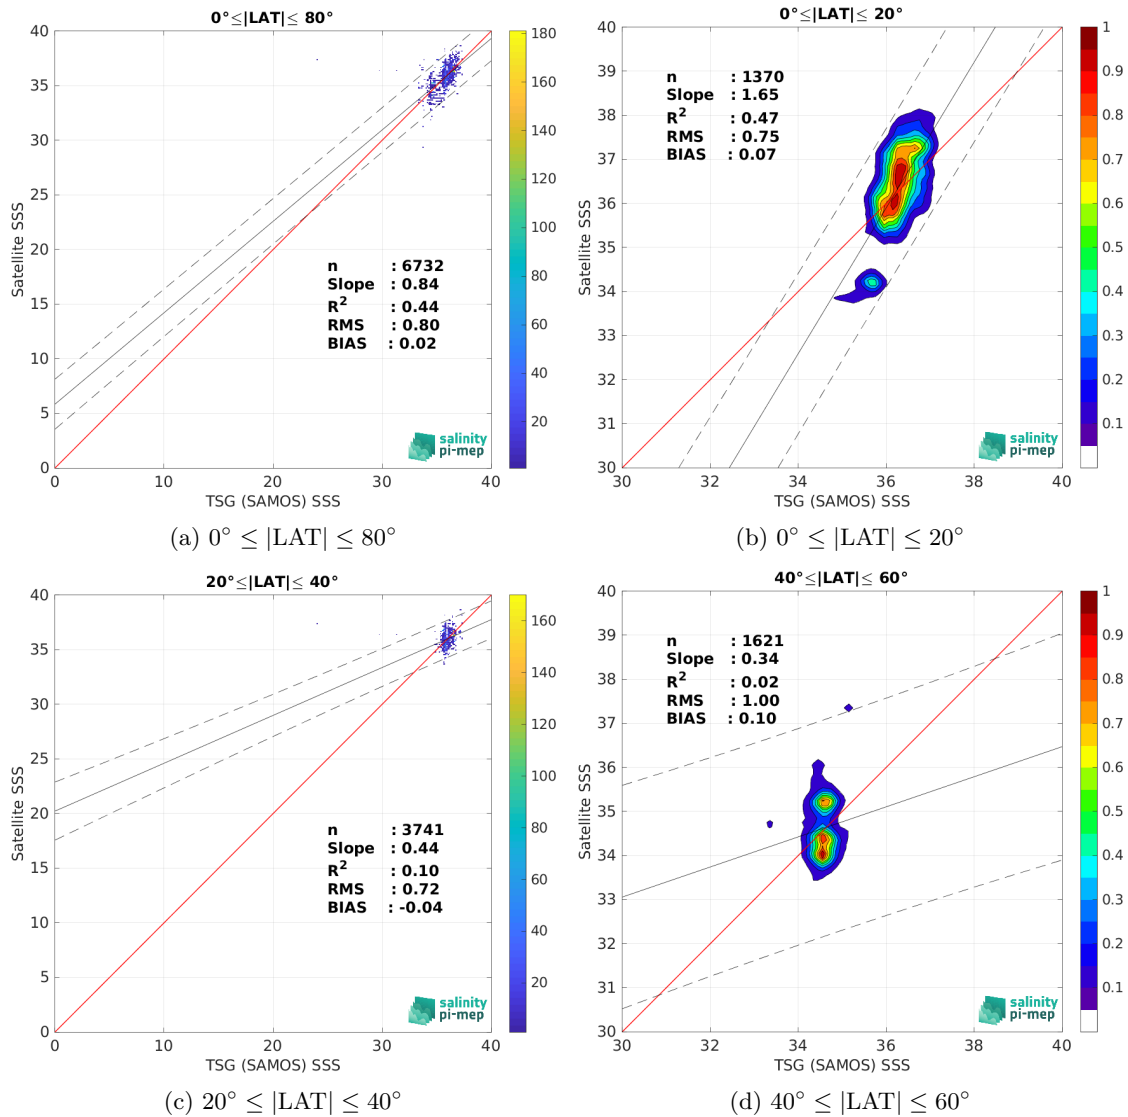 0°≤|LAT|≤ 80°
Satellite SSS
40
35
30
25
20
15
10
5
0
n : 6732
Slope : 0.84
R² : 0.44
RMS : 0.80
BIAS : 0.02
salinity
pi-mep
0 10 20 30 40
TSG (SAMOS) SSS
180
160
140
120
100
80
60
40
20
(a) 0° ≤ |LAT| ≤ 80°
0°≤|LAT|≤ 20°
Satellite SSS
40
39
38
37
36
35
34
33
32
31
30
n : 1370
Slope : 1.65
R² : 0.47
RMS : 0.75
BIAS : 0.07
salinity
pi-mep
30 32 34 36 38 40
TSG (SAMOS) SSS
1
0.9
0.8
0.7
0.6
0.5
0.4
0.3
0.2
0.1
(b) 0° ≤ |LAT| ≤ 20°
20°≤|LAT|≤ 40°
Satellite SSS
40
35
30
25
20
15
10
5
0
n : 3741
Slope : 0.44
R² : 0.10
RMS : 0.72
BIAS : -0.04
salinity
pi-mep
0 10 20 30 40
TSG (SAMOS) SSS
160
140
120
100
80
60
40
20
(c) 20° ≤ |LAT| ≤ 40°
40°≤|LAT|≤ 60°
Satellite SSS
40
39
38
37
36
35
34
33
32
31
30
n : 1621
Slope : 0.34
R² : 0.02
RMS : 1.00
BIAS : 0.10
salinity
pi-mep
30 32 34 36 38 40
TSG (SAMOS) SSS
1
0.9
0.8
0.7
0.6
0.5
0.4
0.3
0.2
0.1
(d) 40° ≤ |LAT| ≤ 60°